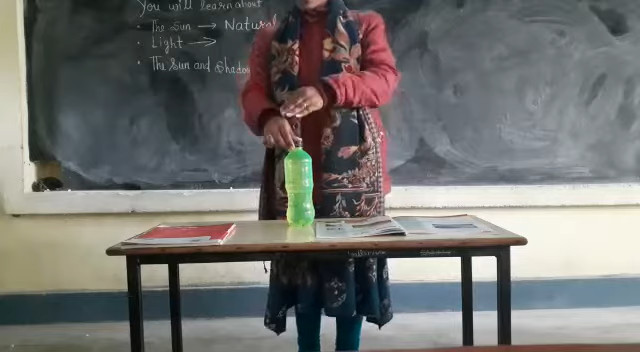 You will learn about
• The Sun → Natural
• Light →
• The Sun and Shadow